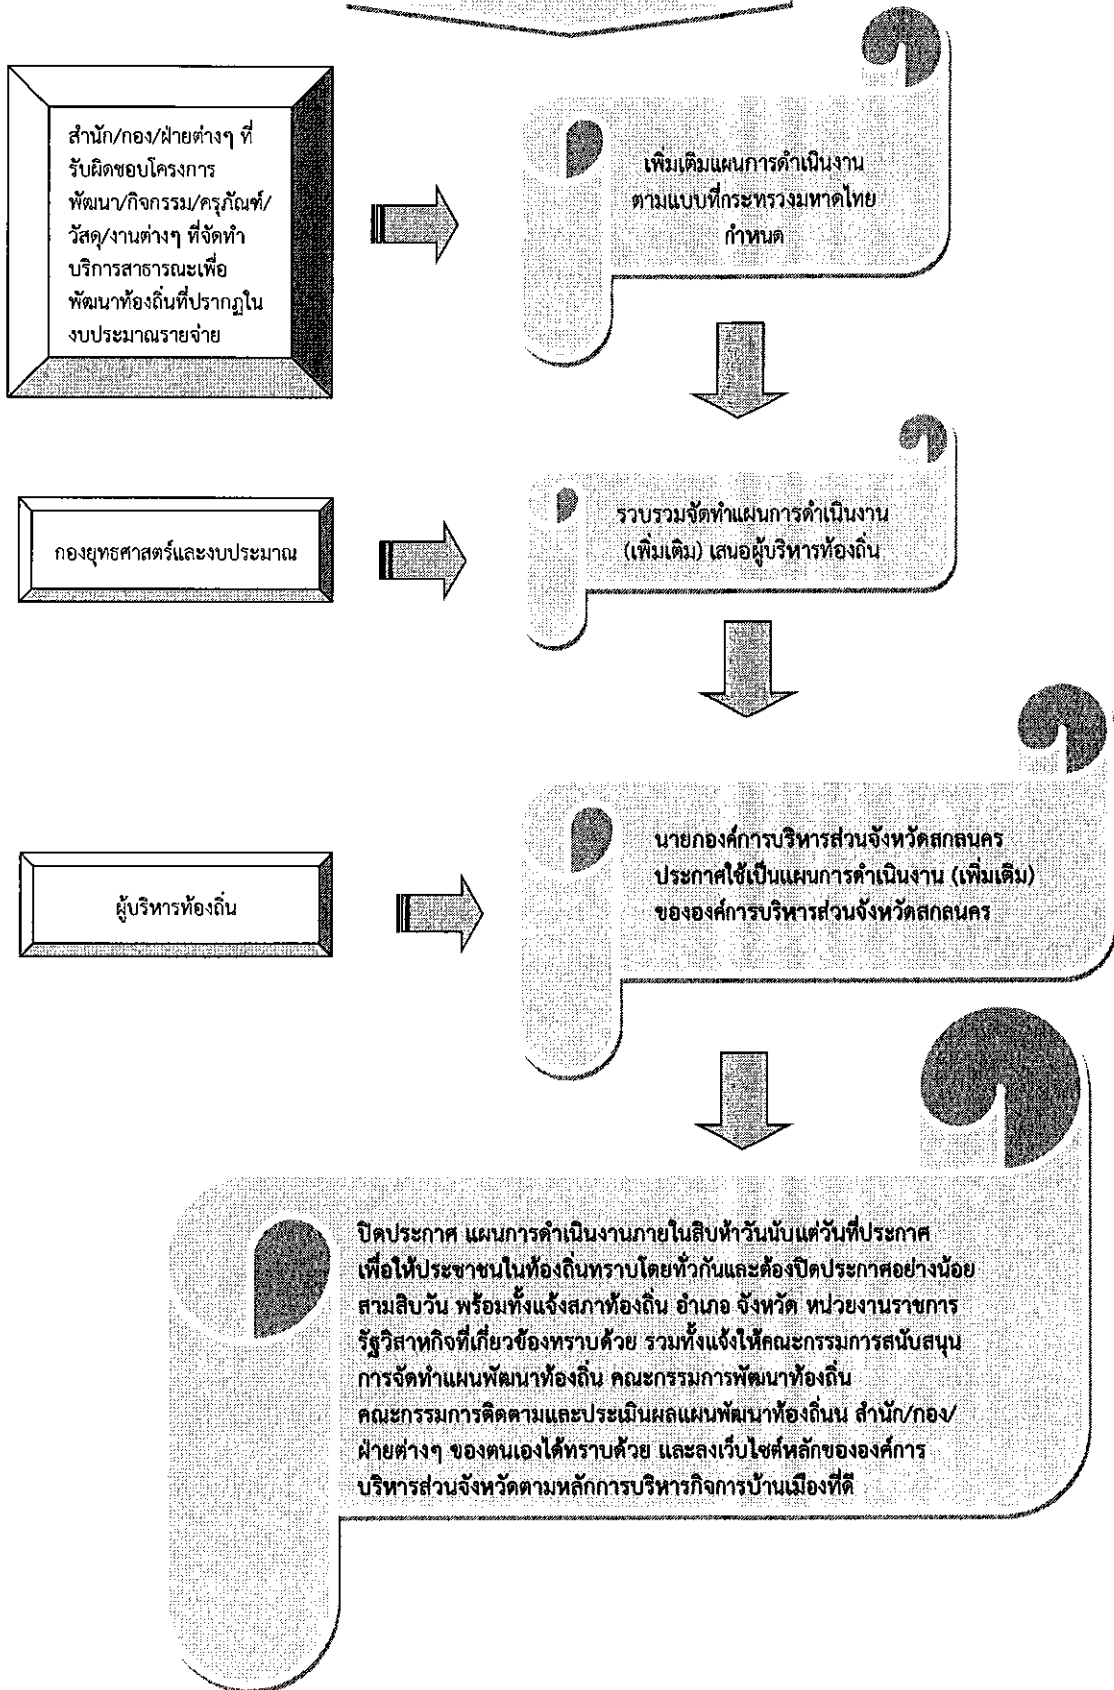 สำนัก/กอง/ฝ่ายต่างๆ ที่
รับผิดชอบโครงการ
พัฒนา/กิจกรรม/ครุภัณฑ์/
วัสดุ/งานต่างๆ ที่จัดทำ
บริการสาธารณะเพื่อ
พัฒนาท้องถิ่นที่ปรากฏใน
งบประมาณรายจ่าย
เพิ่มเติมแผนการดำเนินงาน
ตามแบบที่กระทรวงมหาดไทย
กำหนด
กองยุทธศาสตร์และงบประมาณ
รวบรวมจัดทำแผนการดำเนินงาน
(เพิ่มเติม) เสนอผู้บริหารท้องถิ่น
ผู้บริหารท้องถิ่น
นายกองค์การบริหารส่วนจังหวัดสกลนคร
ประกาศใช้เป็นแผนการดำเนินงาน (เพิ่มเติม)
ขององค์การบริหารส่วนจังหวัดสกลนคร
ปิดประกาศ แผนการดำเนินงานภายในสิบห้าวันนับแต่วันที่ประกาศ
เพื่อให้ประชาชนในท้องถิ่นทราบโดยทั่วกันและต้องปิดประกาศอย่างน้อย
สามสิบวัน พร้อมทั้งแจ้งสภาท้องถิ่น อำเภอ จังหวัด หน่วยงานราชการ
รัฐวิสาหกิจที่เกี่ยวข้องทราบด้วย รวมทั้งแจ้งให้คณะกรรมการสนับสนุน
การจัดทำแผนพัฒนาท้องถิ่น คณะกรรมการพัฒนาท้องถิ่น
คณะกรรมการติดตามและประเมินผลแผนพัฒนาท้องถิ่นน สำนัก/กอง/
ฝ่ายต่างๆ ของตนเองได้ทราบด้วย และลงเว็บไซต์หลักขององค์การ
บริหารส่วนจังหวัดตามหลักการบริหารกิจการบ้านเมืองที่ดี